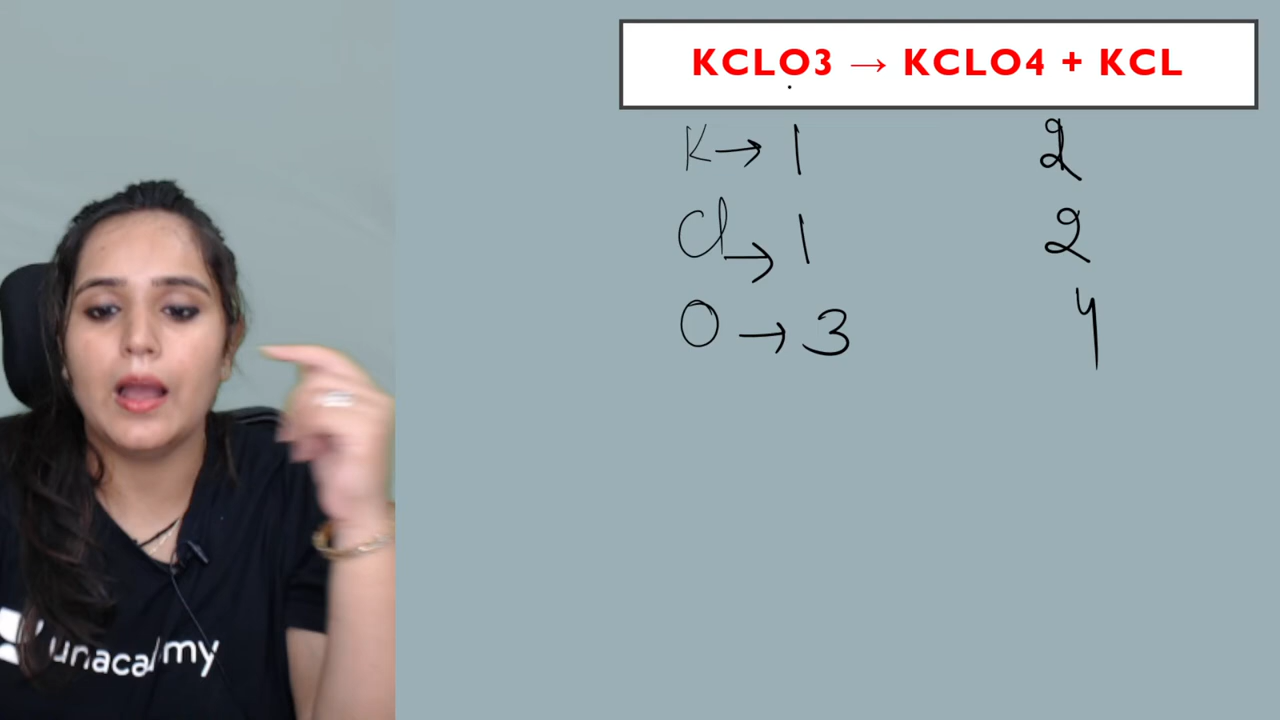 KCLO3 → KCLO4 + KCL
K → 1 2
Cl → 1 2
O → 3 4
unacademy